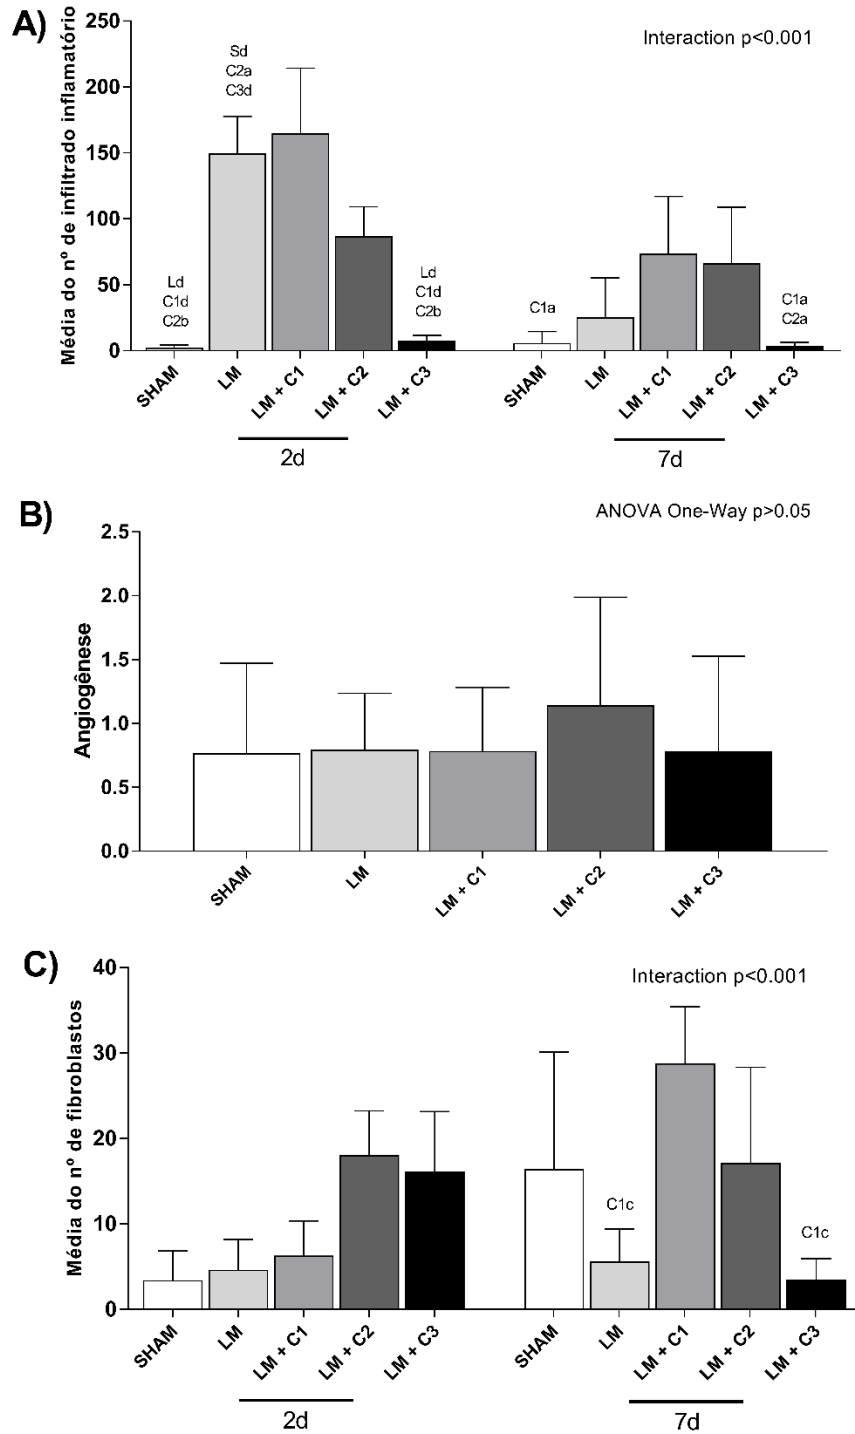 A)
Média do nº de infiltrado inflamatório
Interaction p<0.001
250
200
150
100
50
0
Ld
C1d
C2b
Sd
C2a
C3d
Ld
C1d
C2b
C1a
C1a
C2a
SHAM
LM
LM + C1
LM + C2
LM + C3
SHAM
LM
LM + C1
LM + C2
LM + C3
2d
7d
B)
ANOVA One-Way p>0.05
Angiogênese
2.5
2.0
1.5
1.0
0.5
0.0
SHAM
LM
LM + C1
LM + C2
LM + C3
C)
Interaction p<0.001
Média do nº de fibroblastos
40
30
20
10
0
C1c
C1c
SHAM
LM
LM + C1
LM + C2
LM + C3
SHAM
LM
LM + C1
LM + C2
LM + C3
2d
7d